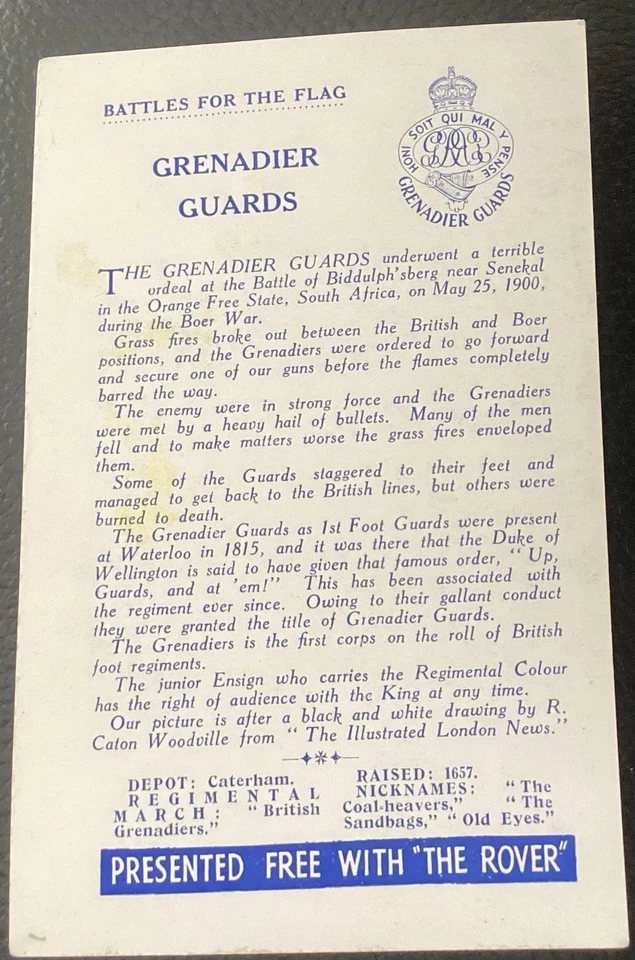 BATTLES FOR THE FLAG
GRENADIER
GUARDS
HONI SOIT QUI MAL Y PENSE
GRENADIER GUARDS
THE GRENADIER GUARDS underwent a terrible
ordeal at the Battle of Biddulph'sberg near Senekal
in the Orange Free State, South Africa, on May 25, 1900,
during the Boer War.
Grass fires broke out between the British and Boer
positions, and the Grenadiers were ordered to go forward
and secure one of our guns before the flames completely
barred the way.
The enemy were in strong force and the Grenadiers
were met by a heavy hail of bullets. Many of the men
fell and to make matters worse the grass fires enveloped
them.
Some of the Guards staggered to their feet and
managed to get back to the British lines, but others were
burned to death.
The Grenadier Guards as 1st Foot Guards were present
at Waterloo in 1815, and it was there that the Duke of
Wellington is said to have given that famous order, "Up,
Guards, and at 'em!" This has been associated with
the regiment ever since. Owing to their gallant conduct
they were granted the title of Grenadier Guards.
The Grenadiers is the first corps on the roll of British
foot regiments.
The junior Ensign who carries the Regimental Colour
has the right of audience with the King at any time.
Our picture is after a black and white drawing by R.
Caton Woodville from "The Illustrated London News."
DEPOT: Caterham.
REGIMENTAL
MARCH: "British
Grenadiers."
RAISED: 1657.
NICKNAMES: "The
Coal-heavers," "The
Sandbags," "Old Eyes."
PRESENTED FREE WITH "THE ROVER"